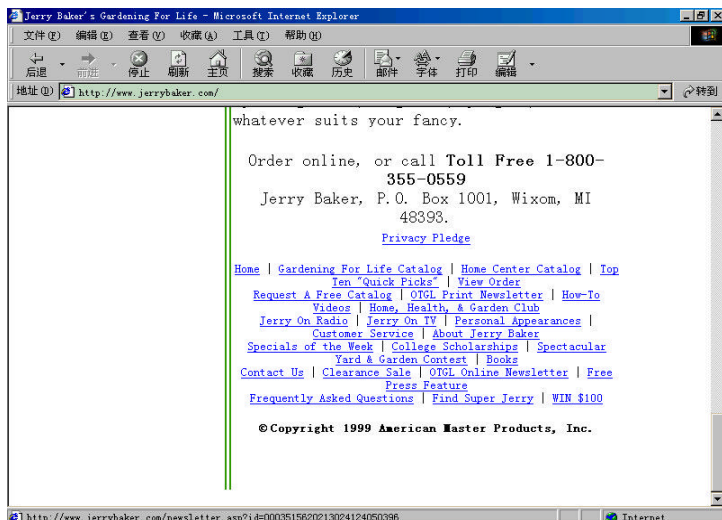 Jerry Baker's Gardening For Life - Microsoft Internet Explorer
文件(F) 编辑(E) 查看(V) 收藏(A) 工具(T) 帮助(H)
后退 前进 停止 刷新 主页 搜索 收藏 历史 邮件 字体 打印 编辑
地址(D) http://www.jerrybaker.com/ 转到
whatever suits your fancy.
Order online, or call Toll Free 1-800-
355-0559
Jerry Baker, P.O. Box 1001, Wixom, MI
48393.
Privacy Pledge
Home | Gardening For Life Catalog | Home Center Catalog | Top
Ten "Quick Picks" | View Order
Request A Free Catalog | OTGL Print Newsletter | How-To
Videos | Home, Health, & Garden Club
Jerry On Radio | Jerry On TV | Personal Appearances |
Customer Service | About Jerry Baker
Specials of the Week | College Scholarships | Spectacular
Yard & Garden Contest | Books
Contact Us | Clearance Sale | OTGL Online Newsletter | Free
Press Feature
Frequently Asked Questions | Find Super Jerry | WIN $100
©Copyright 1999 American Master Products, Inc.
Internet